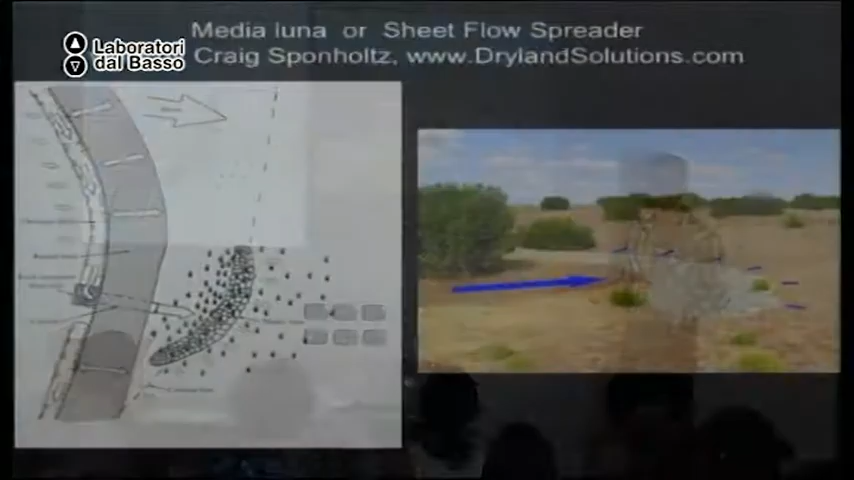 Media luna or Sheet Flow Spreader
Laboratori
dal Basso
Craig Sponholtz, www.DrylandSolutions.com